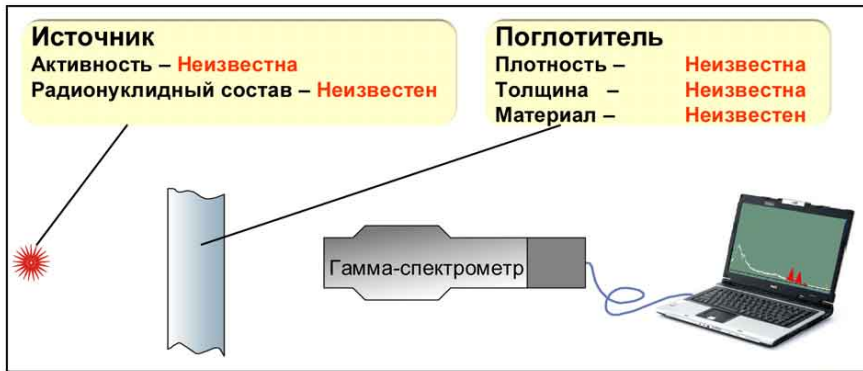 Источник
Активность – Неизвестна
Радионуклидный состав – Неизвестен
Поглотитель
Плотность – Неизвестна
Толщина – Неизвестна
Материал – Неизвестен
Гамма-спектрометр